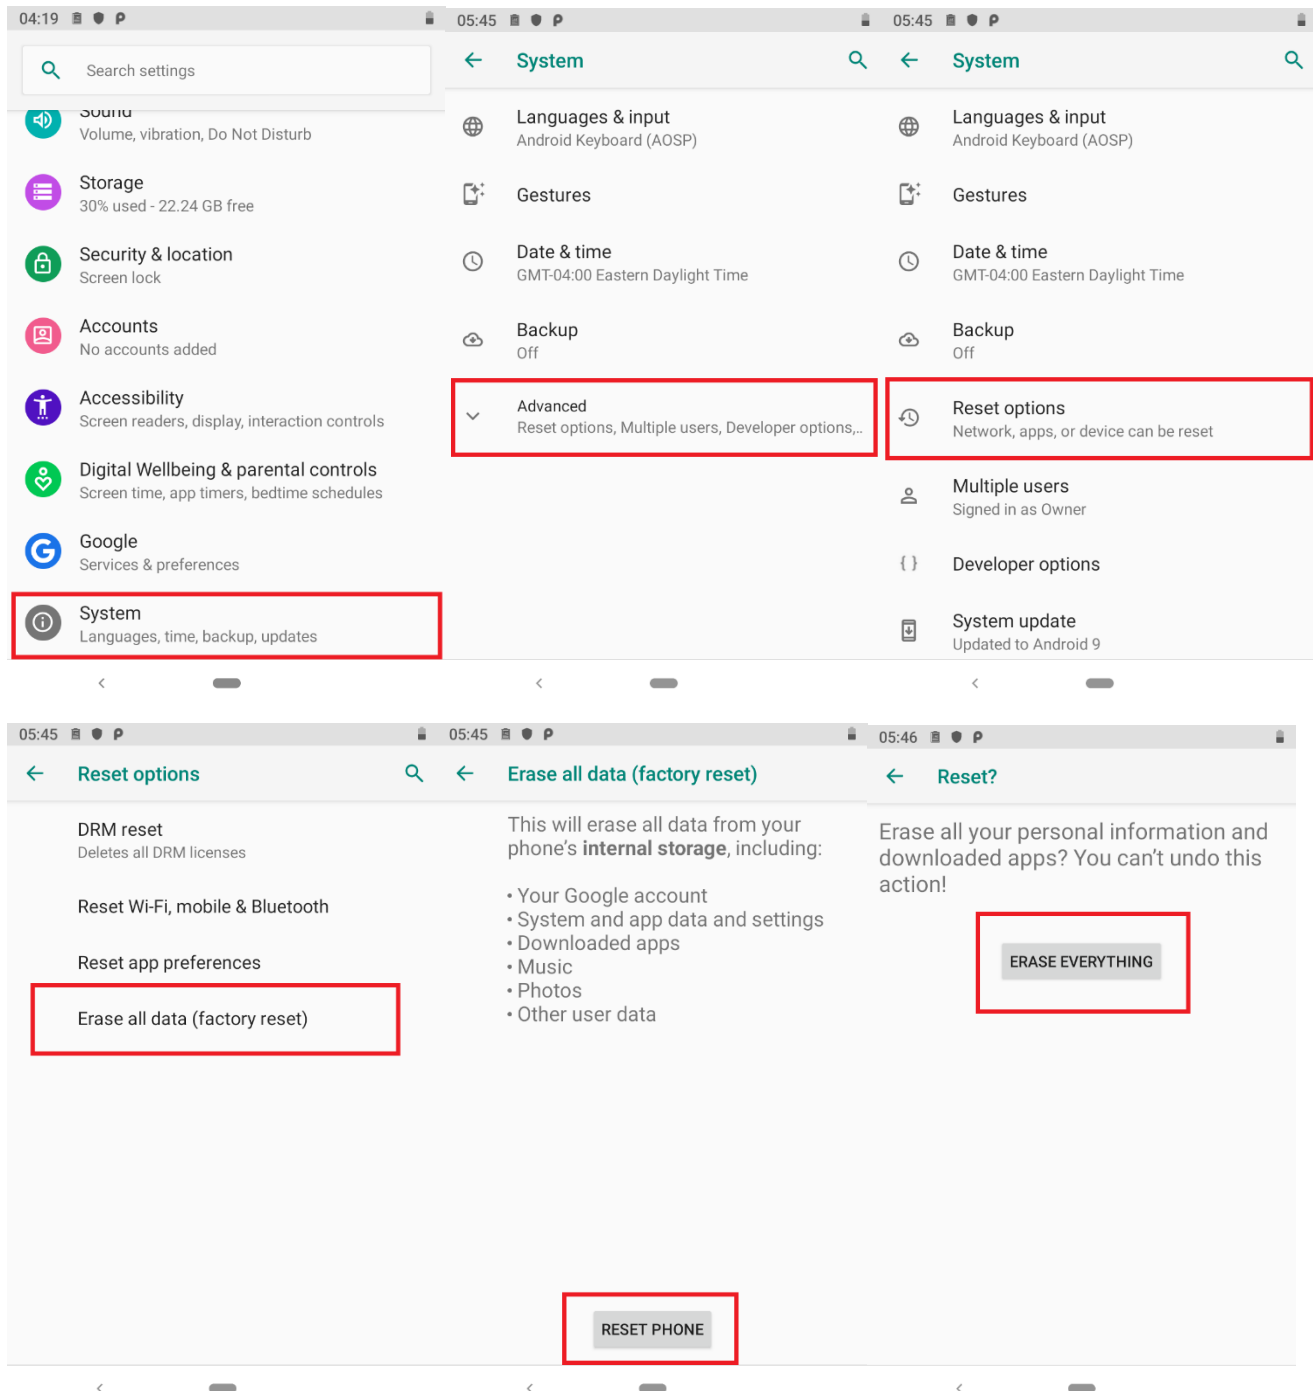 04:19
Search settings
Sound
Volume, vibration, Do Not Disturb
Storage
30% used - 22.24 GB free
Security & location
Screen lock
Accounts
No accounts added
Accessibility
Screen readers, display, interaction controls
Digital Wellbeing & parental controls
Screen time, app timers, bedtime schedules
Google
Services & preferences
System
Languages, time, backup, updates
05:45
System
Languages & input
Android Keyboard (AOSP)
Gestures
Date & time
GMT-04:00 Eastern Daylight Time
Backup
Off
Advanced
Reset options, Multiple users, Developer options,..
05:45
System
Languages & input
Android Keyboard (AOSP)
Gestures
Date & time
GMT-04:00 Eastern Daylight Time
Backup
Off
Reset options
Network, apps, or device can be reset
Multiple users
Signed in as Owner
Developer options
System update
Updated to Android 9
05:45
Reset options
DRM reset
Deletes all DRM licenses
Reset Wi-Fi, mobile & Bluetooth
Reset app preferences
Erase all data (factory reset)
05:45
Erase all data (factory reset)
This will erase all data from your
phone's internal storage, including:
• Your Google account
• System and app data and settings
• Downloaded apps
• Music
• Photos
• Other user data
RESET PHONE
05:46
Reset?
Erase all your personal information and
downloaded apps? You can't undo this
action!
ERASE EVERYTHING